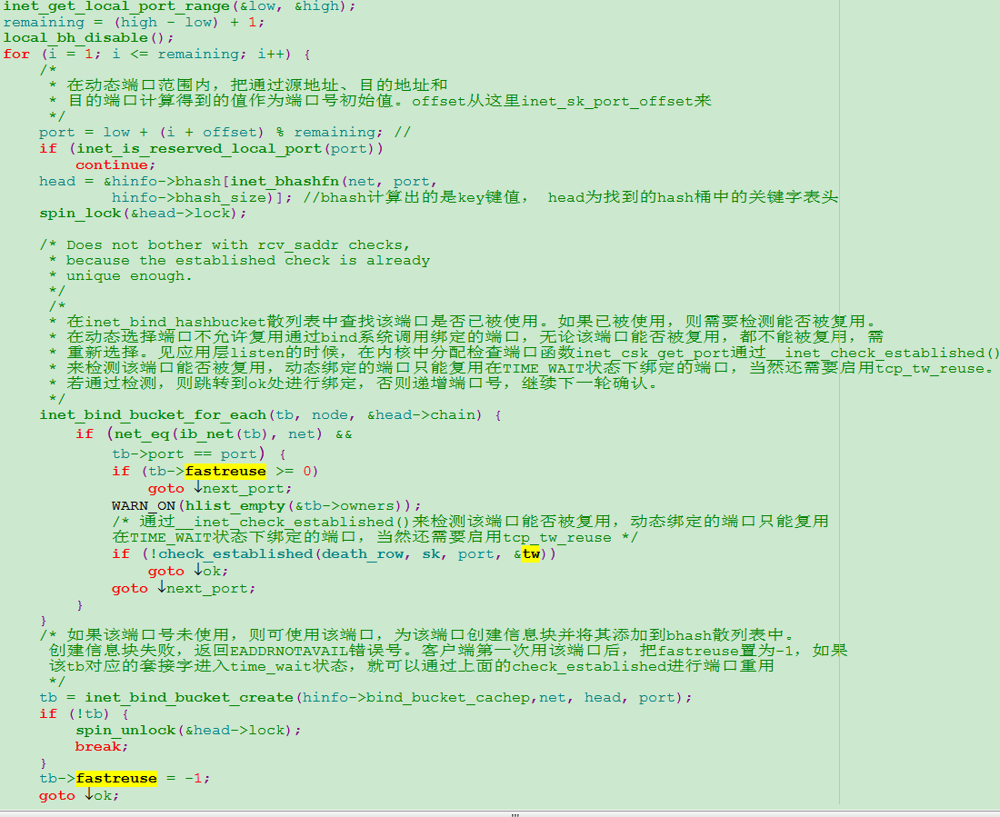 inet_get_local_port_range(&low, &high);
remaining = (high - low) + 1;
local_bh_disable();
for (i = 1; i <= remaining; i++) {
/*
* 在动态端口范围内，把通过源地址、目的地址和
* 目的端口计算得到的值作为端口号初始值。offset从这里inet_sk_port_offset来
*/
port = low + (i + offset) % remaining; //
if (inet_is_reserved_local_port(port))
continue;
head = &hinfo->bhash[inet_bhashfn(net, port,
hinfo->bhash_size)]; //bhash计算出的是key键值， head为找到的hash桶中的关键字表头
spin_lock(&head->lock);
/* Does not bother with rcv_saddr checks,
* because the established check is already
* unique enough.
*/
/*
* 在inet_bind_hashbucket散列表中查找该端口是否已被使用。如果已被使用，则需要检测能否被复用。
* 在动态选择端口不允许复用通过bind系统调用绑定的端口，无论该端口能否被复用，都不能被复用，需
* 重新选择。见应用层listen的时候，在内核中分配检查端口函数inet_csk_get_port通过__inet_check_established()
* 来检测该端口能否被复用，动态绑定的端口只能复用在TIME_WAIT状态下绑定的端口，当然还需要启用tcp_tw_reuse。
* 若通过检测，则跳转到ok处进行绑定，否则递增端口号，继续下一轮确认。
*/
inet_bind_bucket_for_each(tb, node, &head->chain) {
if (net_eq(ib_net(tb), net) &&
tb->port == port) {
if (tb->fastreuse >= 0)
goto ↓next_port;
WARN_ON(hlist_empty(&tb->owners));
/* 通过__inet_check_established()来检测该端口能否被复用，动态绑定的端口只能复用
在TIME_WAIT状态下绑定的端口，当然还需要启用tcp_tw_reuse */
if (!check_established(death_row, sk, port, &tw))
goto ↓ok;
goto ↓next_port;
}
}
/* 如果该端口号未使用，则可使用该端口，为该端口创建信息块并将其添加到bhash散列表中。
创建信息块失败，返回EADDRNOTAVAIL错误号。客户端第一次用该端口后，把fastreuse置为-1，如果
该tb对应的套接字进入time_wait状态，就可以通过上面的check_established进行端口重用
*/
tb = inet_bind_bucket_create(hinfo->bind_bucket_cachep,net, head, port);
if (!tb) {
spin_unlock(&head->lock);
break;
}
tb->fastreuse = -1;
goto ↓ok;